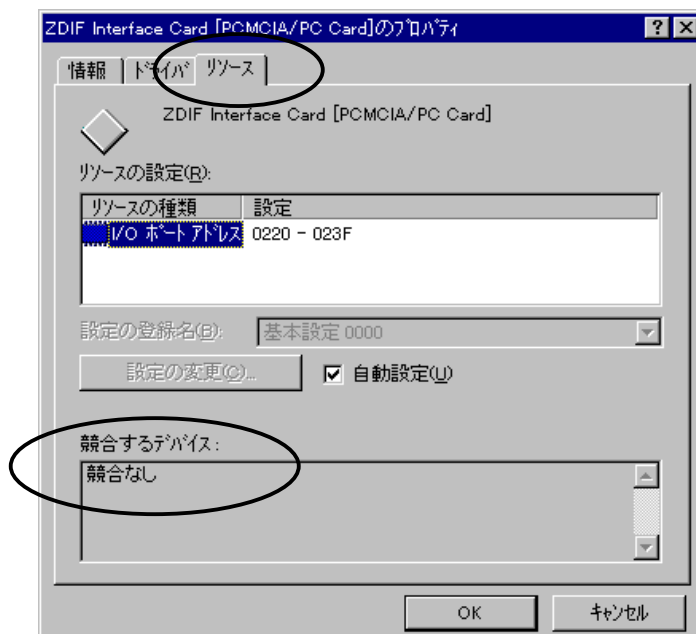 ZDIF Interface Card [PCMCIA/PC Card]のﾌﾟﾛﾊﾟﾃｨ
情報 ﾄﾞﾗｲﾊﾞ ﾘｿｰｽ
ZDIF Interface Card [PCMCIA/PC Card]
ﾘｿｰｽの設定(R):
ﾘｿｰｽの種類 設定
I/O ﾎﾟｰﾄ ｱﾄﾞﾚｽ 0220 - 023F
設定の登録名(B): 基本設定 0000
設定の変更(C)... 自動設定(U)
競合するﾃﾞﾊﾞｲｽ:
競合なし
OK ｷｬﾝｾﾙ